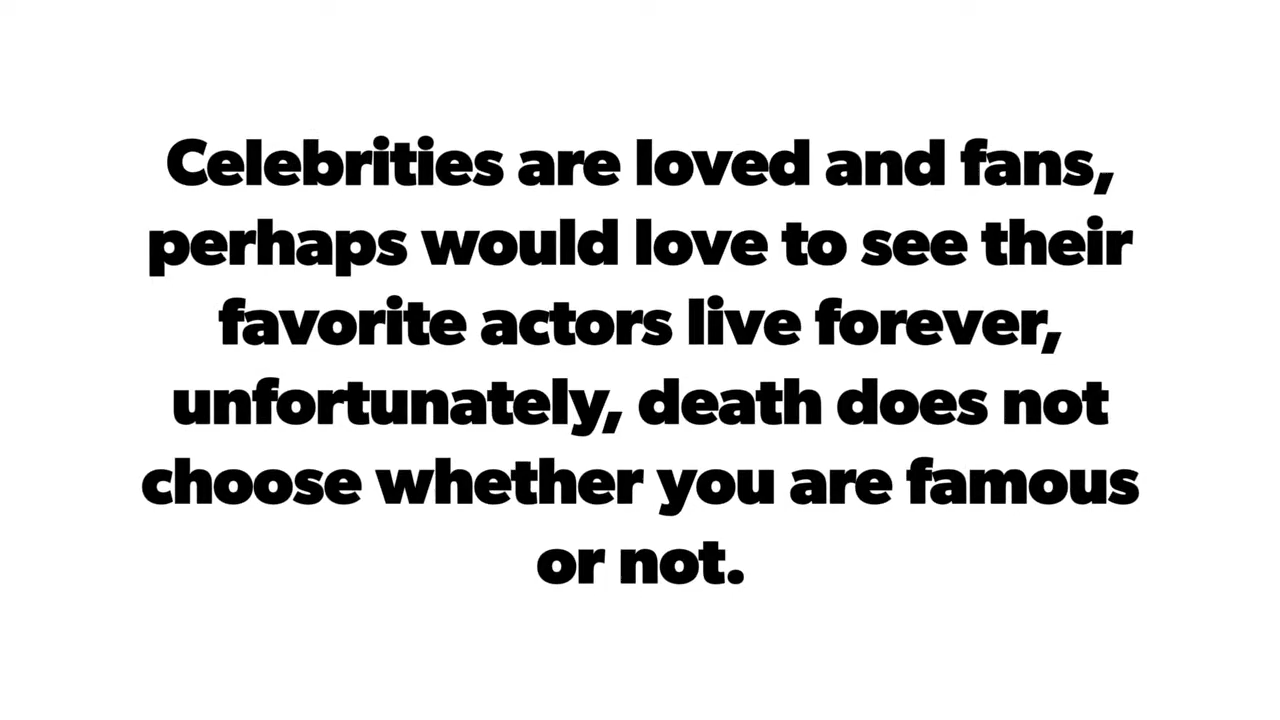 Celebrities are loved and fans,
perhaps would love to see their
favorite actors live forever,
unfortunately, death does not
choose whether you are famous
or not.